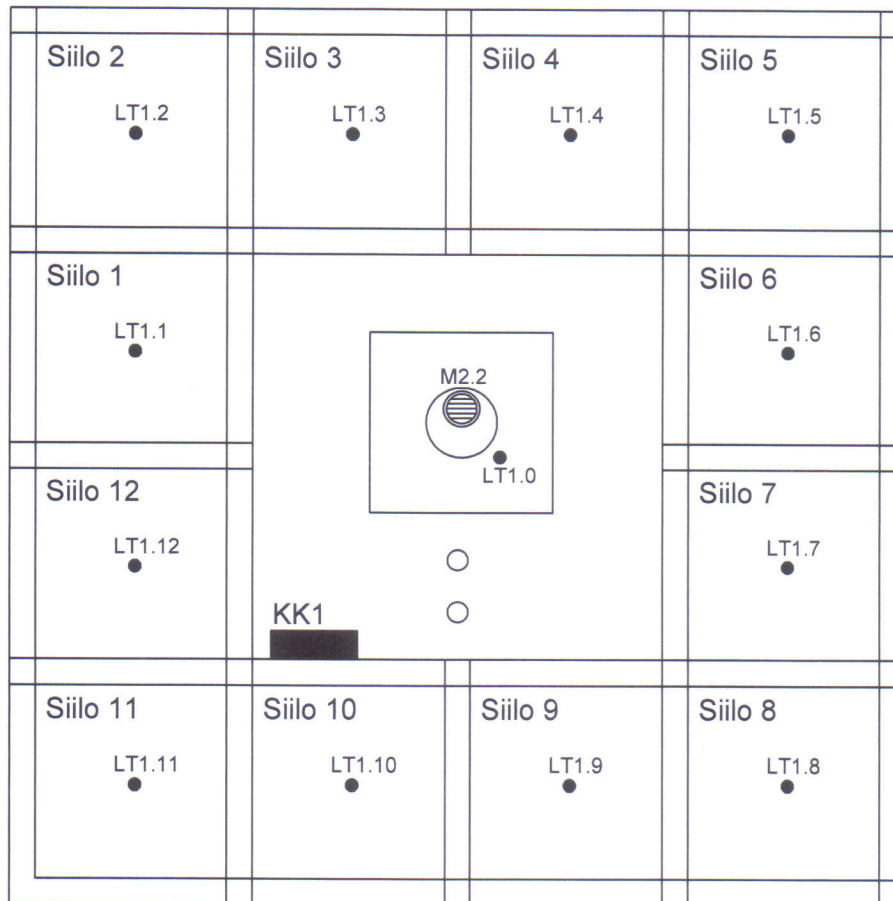 Siilo 2
LT1.2
Siilo 3
LT1.3
Siilo 4
LT1.4
Siilo 5
LT1.5
Siilo 1
LT1.1
M2.2
LT1.0
Siilo 6
LT1.6
Siilo 12
LT1.12
Siilo 7
LT1.7
KK1
Siilo 11
LT1.11
Siilo 10
LT1.10
Siilo 9
LT1.9
Siilo 8
LT1.8